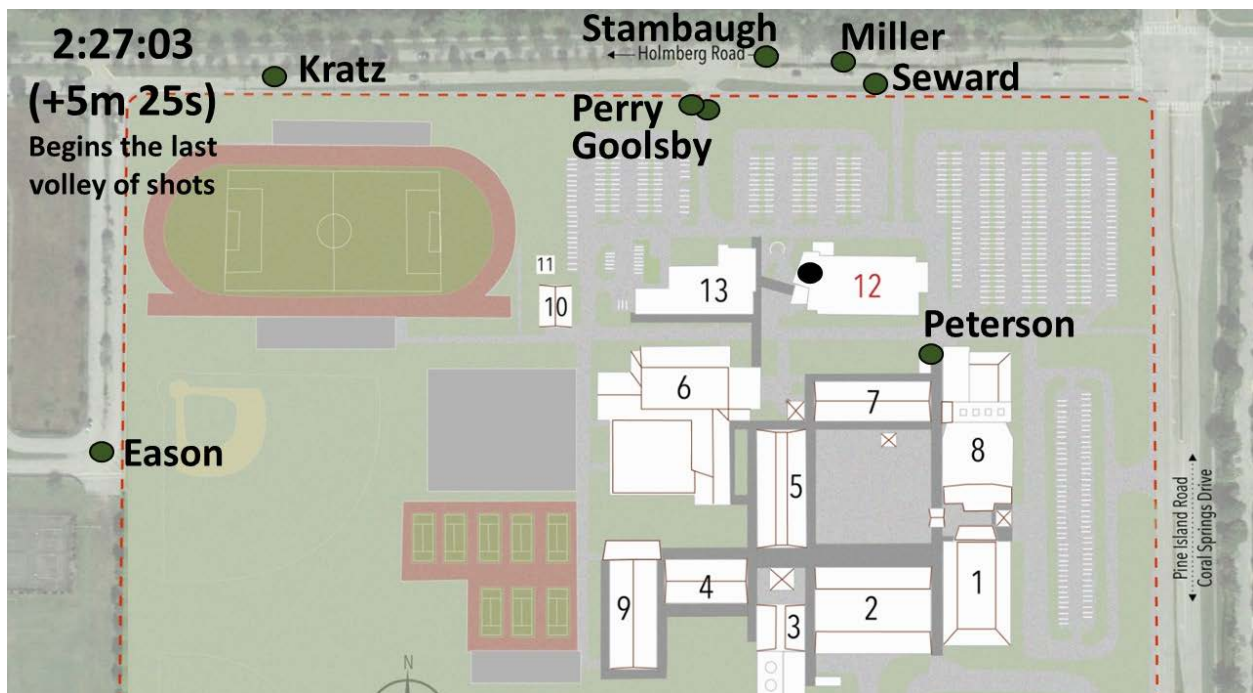 2:27:03
(+5m 25s)
Begins the last
volley of shots
Kratz
Stambaugh
Holmberg Road
Miller
Seward
Perry
Goolsby
11
10
13
12
Peterson
6
7
8
5
Eason
Pine Island Road
Coral Springs Drive
9
4
3
2
1
N